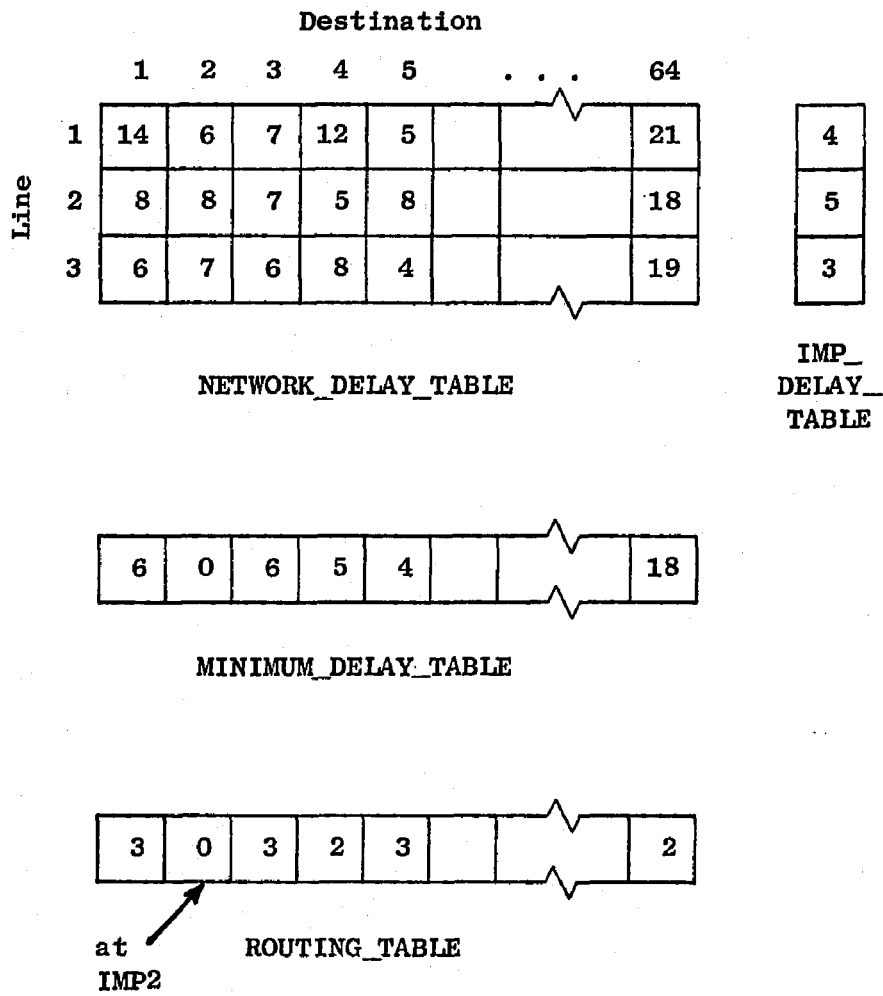 Destination
1 2 3 4 5 . . . 64
Line
1 14 6 7 12 5 21 4
2 8 8 7 5 8 18 5
3 6 7 6 8 4 19 3
NETWORK_DELAY_TABLE
IMP_
DELAY_
TABLE
6 0 6 5 4 18
MINIMUM_DELAY_TABLE
3 0 3 2 3 2
at
IMP2
ROUTING_TABLE